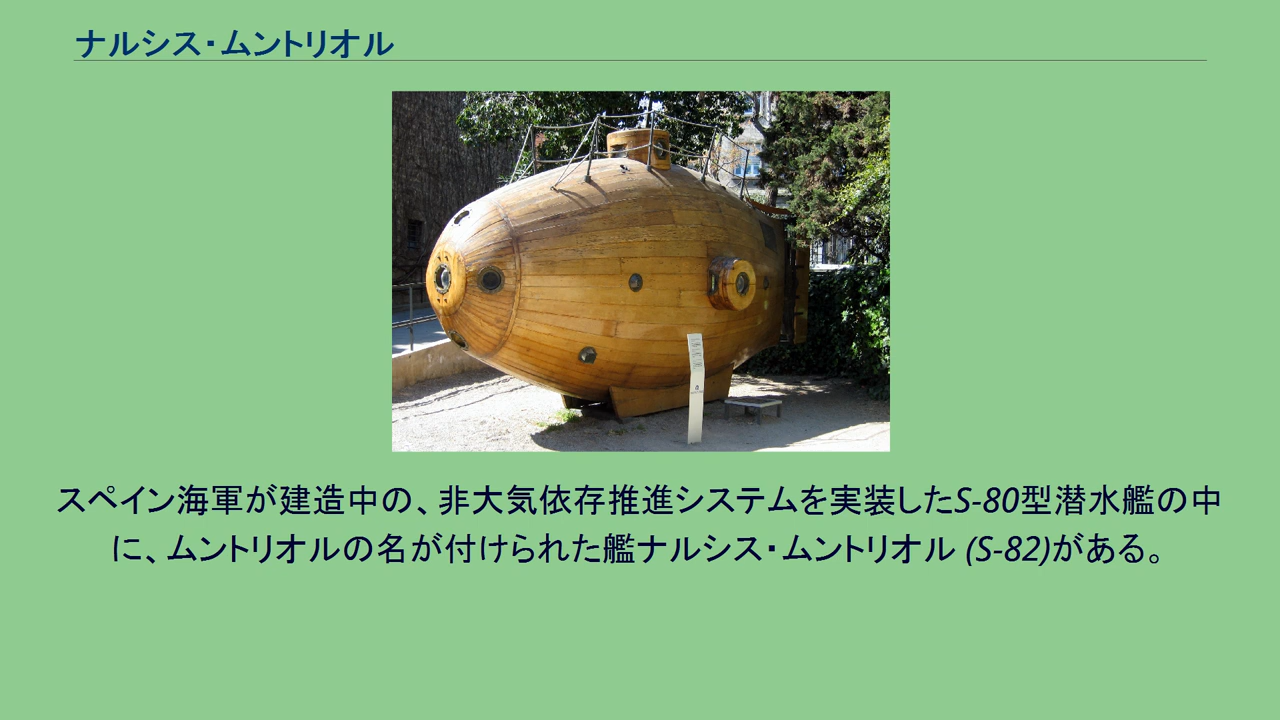 ナルシス・ムントリオル
スペイン海軍が建造中の、非大気依存推進システムを実装したS-80型潜水艦の中
に、ムントリオルの名が付けられた艦ナルシス・ムントリオル (S-82)がある。